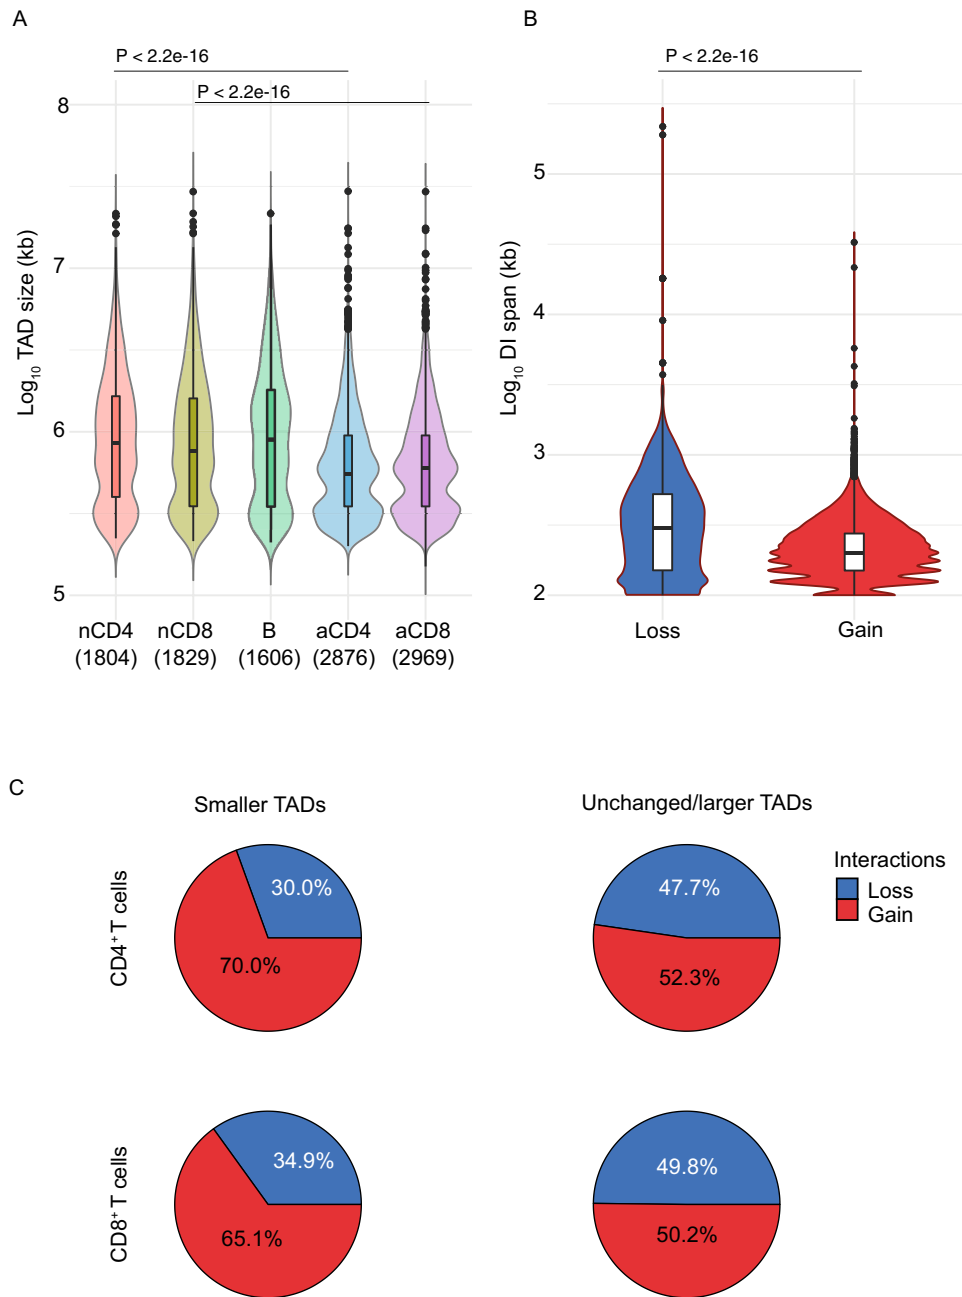 A
P < 2.2e-16
P < 2.2e-16
Log₁₀ TAD size (kb)
8
7
6
5
nCD4 nCD8 B aCD4 aCD8
(1804) (1829) (1606) (2876) (2969)
B
P < 2.2e-16
Log₁₀ DI span (kb)
5
4
3
2
Loss Gain
C
Smaller TADs
Unchanged/larger TADs
CD4⁺ T cells
30.0%
70.0%
47.7%
52.3%
Interactions
Loss
Gain
CD8⁺ T cells
34.9%
65.1%
49.8%
50.2%